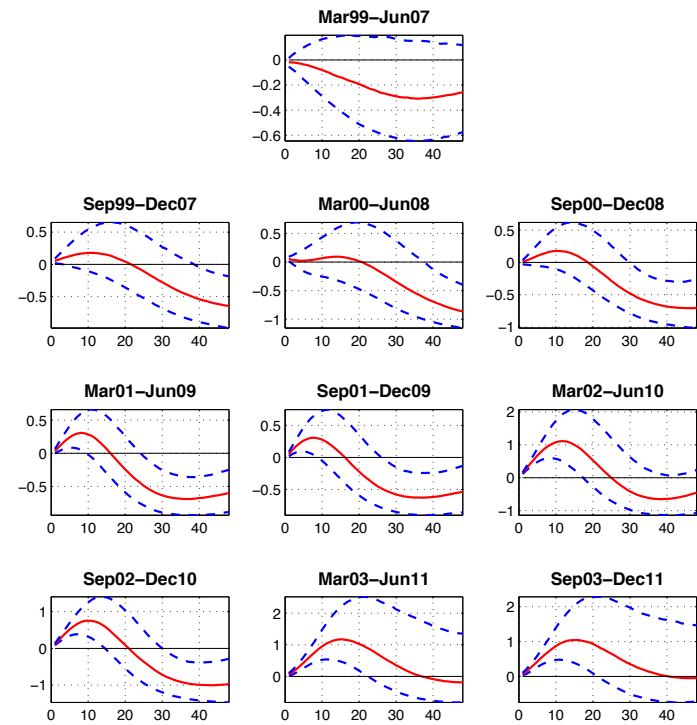 Mar99−Jun07
0
−0.2
−0.4
−0.6
0 10 20 30 40
Sep99−Dec07 Mar00−Jun08 Sep00−Dec08
0.5 0.5 0.5
0 0 0
−0.5 −0.5 −0.5
−1 −1
0 10 20 30 40 0 10 20 30 40 0 10 20 30 40
Mar01−Jun09 Sep01−Dec09 Mar02−Jun10
0.5 0.5 2
0 0 1
−0.5 −0.5 0
−1
0 10 20 30 40 0 10 20 30 40 0 10 20 30 40
Sep02−Dec10 Mar03−Jun11 Sep03−Dec11
1 2 2
0 1 1
−1 0 0
0 10 20 30 40 0 10 20 30 40 0 10 20 30 40